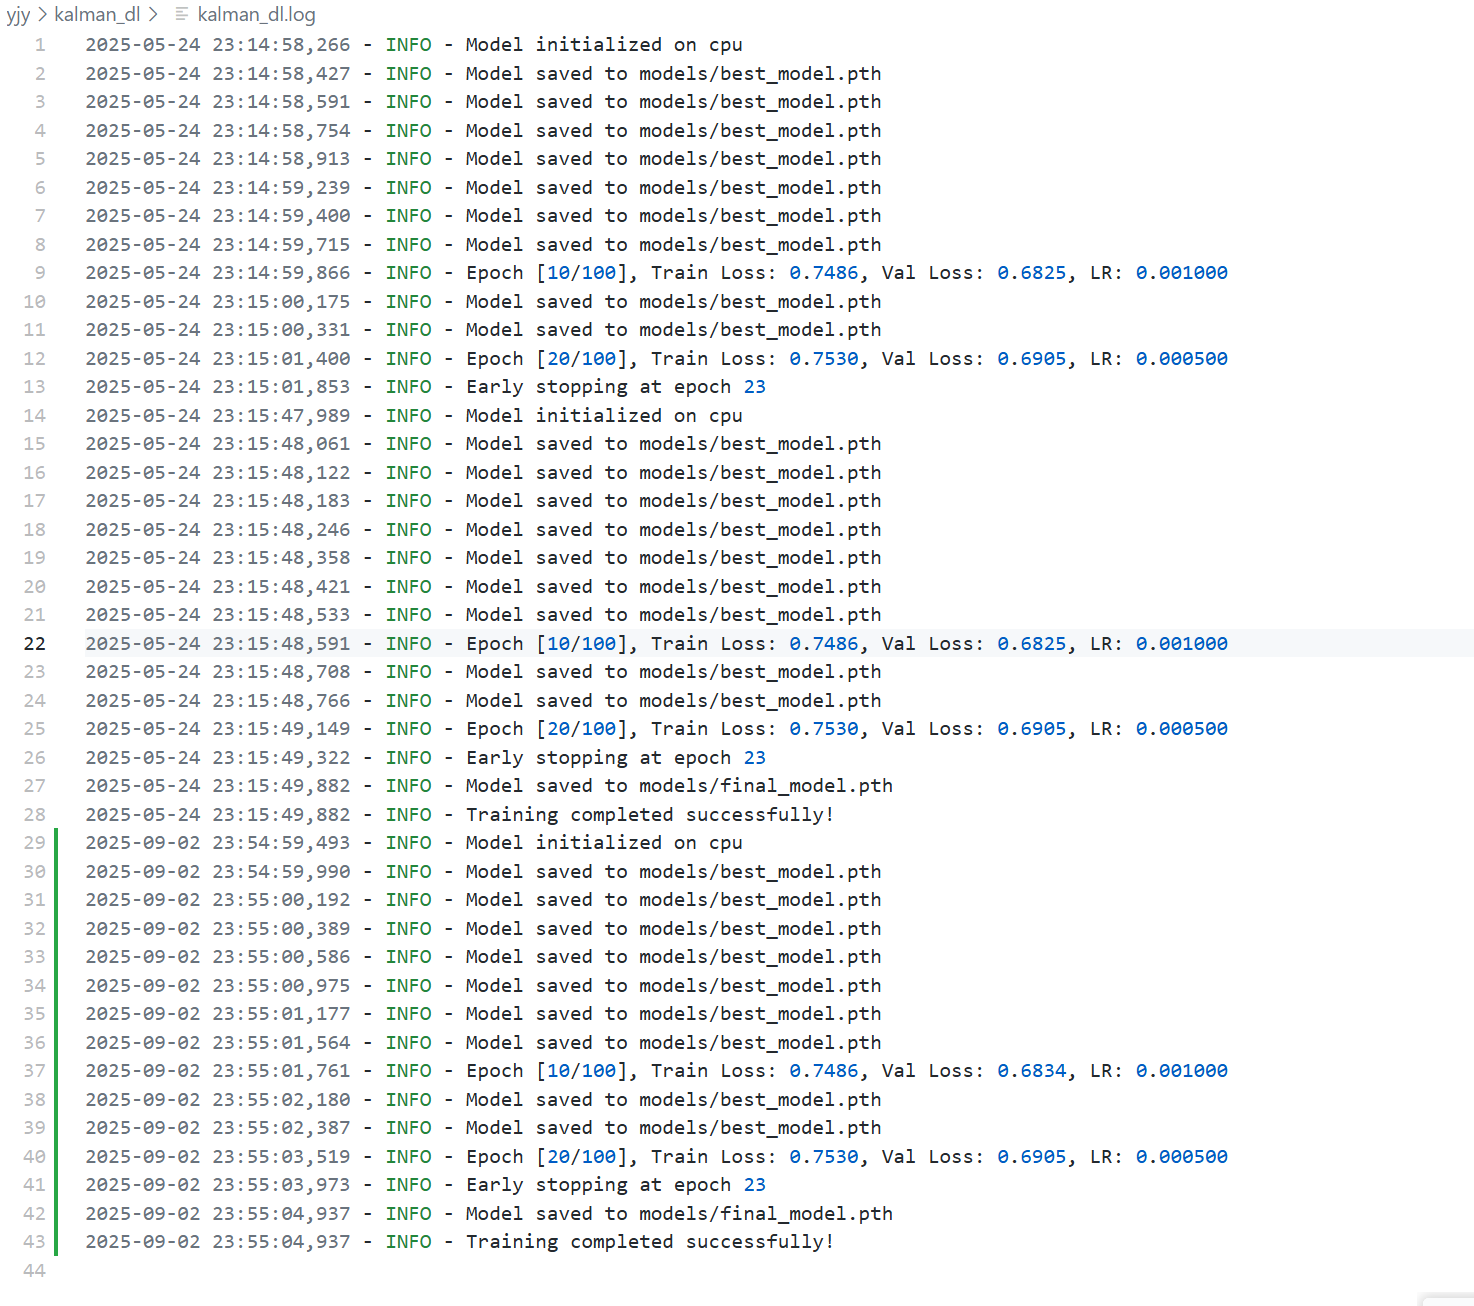 yjy > kalman_dl > kalman_dl.log
1 2025-05-24 23:14:58,266 - INFO - Model initialized on cpu
2 2025-05-24 23:14:58,427 - INFO - Model saved to models/best_model.pth
3 2025-05-24 23:14:58,591 - INFO - Model saved to models/best_model.pth
4 2025-05-24 23:14:58,754 - INFO - Model saved to models/best_model.pth
5 2025-05-24 23:14:58,913 - INFO - Model saved to models/best_model.pth
6 2025-05-24 23:14:59,239 - INFO - Model saved to models/best_model.pth
7 2025-05-24 23:14:59,400 - INFO - Model saved to models/best_model.pth
8 2025-05-24 23:14:59,715 - INFO - Model saved to models/best_model.pth
9 2025-05-24 23:14:59,866 - INFO - Epoch [10/100], Train Loss: 0.7486, Val Loss: 0.6825, LR: 0.001000
10 2025-05-24 23:15:00,175 - INFO - Model saved to models/best_model.pth
11 2025-05-24 23:15:00,331 - INFO - Model saved to models/best_model.pth
12 2025-05-24 23:15:01,400 - INFO - Epoch [20/100], Train Loss: 0.7530, Val Loss: 0.6905, LR: 0.000500
13 2025-05-24 23:15:01,853 - INFO - Early stopping at epoch 23
14 2025-05-24 23:15:47,989 - INFO - Model initialized on cpu
15 2025-05-24 23:15:48,061 - INFO - Model saved to models/best_model.pth
16 2025-05-24 23:15:48,122 - INFO - Model saved to models/best_model.pth
17 2025-05-24 23:15:48,183 - INFO - Model saved to models/best_model.pth
18 2025-05-24 23:15:48,246 - INFO - Model saved to models/best_model.pth
19 2025-05-24 23:15:48,358 - INFO - Model saved to models/best_model.pth
20 2025-05-24 23:15:48,421 - INFO - Model saved to models/best_model.pth
21 2025-05-24 23:15:48,533 - INFO - Model saved to models/best_model.pth
22 2025-05-24 23:15:48,591 - INFO - Epoch [10/100], Train Loss: 0.7486, Val Loss: 0.6825, LR: 0.001000
23 2025-05-24 23:15:48,708 - INFO - Model saved to models/best_model.pth
24 2025-05-24 23:15:48,766 - INFO - Model saved to models/best_model.pth
25 2025-05-24 23:15:49,149 - INFO - Epoch [20/100], Train Loss: 0.7530, Val Loss: 0.6905, LR: 0.000500
26 2025-05-24 23:15:49,322 - INFO - Early stopping at epoch 23
27 2025-05-24 23:15:49,882 - INFO - Model saved to models/final_model.pth
28 2025-05-24 23:15:49,882 - INFO - Training completed successfully!
29 2025-09-02 23:54:59,493 - INFO - Model initialized on cpu
30 2025-09-02 23:54:59,990 - INFO - Model saved to models/best_model.pth
31 2025-09-02 23:55:00,192 - INFO - Model saved to models/best_model.pth
32 2025-09-02 23:55:00,389 - INFO - Model saved to models/best_model.pth
33 2025-09-02 23:55:00,586 - INFO - Model saved to models/best_model.pth
34 2025-09-02 23:55:00,975 - INFO - Model saved to models/best_model.pth
35 2025-09-02 23:55:01,177 - INFO - Model saved to models/best_model.pth
36 2025-09-02 23:55:01,564 - INFO - Model saved to models/best_model.pth
37 2025-09-02 23:55:01,761 - INFO - Epoch [10/100], Train Loss: 0.7486, Val Loss: 0.6834, LR: 0.001000
38 2025-09-02 23:55:02,180 - INFO - Model saved to models/best_model.pth
39 2025-09-02 23:55:02,387 - INFO - Model saved to models/best_model.pth
40 2025-09-02 23:55:03,519 - INFO - Epoch [20/100], Train Loss: 0.7530, Val Loss: 0.6905, LR: 0.000500
41 2025-09-02 23:55:03,973 - INFO - Early stopping at epoch 23
42 2025-09-02 23:55:04,937 - INFO - Model saved to models/final_model.pth
43 2025-09-02 23:55:04,937 - INFO - Training completed successfully!
44